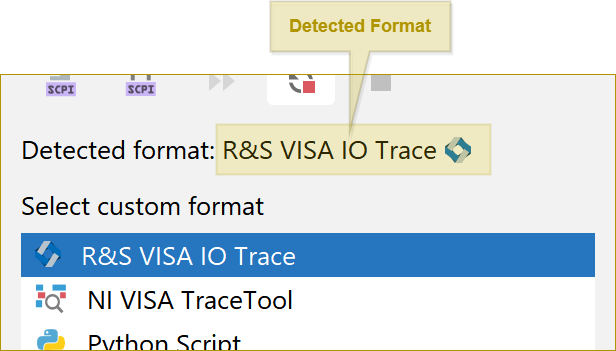 Detected Format
SCPI SCPI
Detected format: R&S VISA IO Trace
Select custom format
R&S VISA IO Trace
NI VISA TraceTool
Python Script